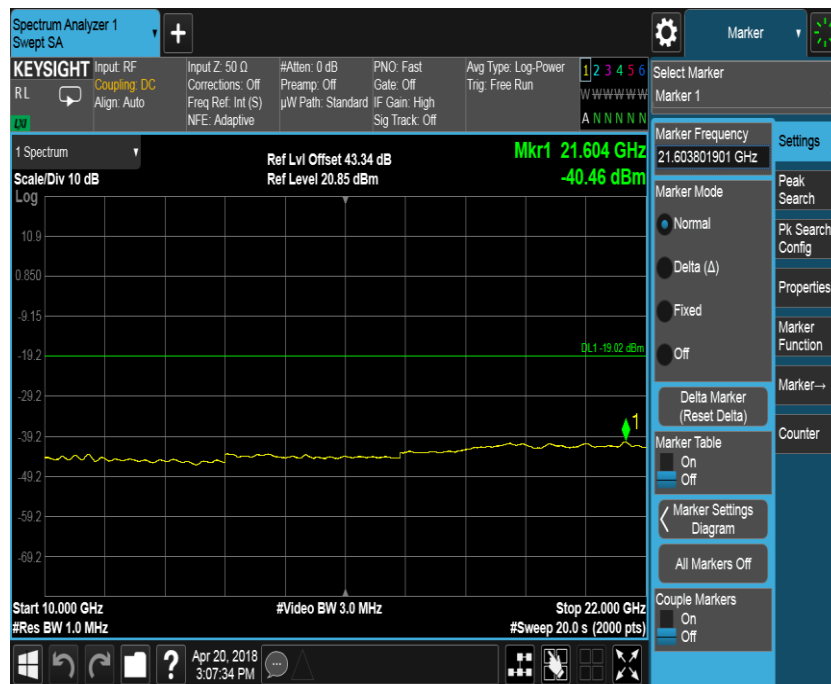 Spectrum Analyzer 1
Swept SA
+
Marker
KEYSIGHT
RL
LXI
Input: RF
Coupling: DC
Align: Auto
Input Z: 50 Ω
Corrections: Off
Freq Ref: Int (S)
NFE: Adaptive
#Atten: 0 dB
Preamp: Off
µW Path: Standard
PNO: Fast
Gate: Off
IF Gain: High
Sig Track: Off
Avg Type: Log-Power
Trig: Free Run
1 2 3 4 5 6
W W W W W W
A N N N N N
Select Marker
Marker 1
1 Spectrum
Scale/Div 10 dB
Log
Ref Lvl Offset 43.34 dB
Ref Level 20.85 dBm
Mkr1 21.604 GHz
-40.46 dBm
10.9
0.850
-9.15
-19.2
-29.2
-39.2
-49.2
-59.2
-69.2
DL1 -19.02 dBm
1
Start 10.000 GHz
#Res BW 1.0 MHz
#Video BW 3.0 MHz
Stop 22.000 GHz
#Sweep 20.0 s (2000 pts)
Marker Frequency
21.603801901 GHz
Marker Mode
Normal
Delta (Δ)
Fixed
Off
Delta Marker
(Reset Delta)
Marker Table
On
Off
Marker Settings
Diagram
All Markers Off
Couple Markers
On
Off
Settings
Peak
Search
Pk Search
Config
Properties
Marker
Function
Marker→
Counter
?
Apr 20, 2018
3:07:34 PM